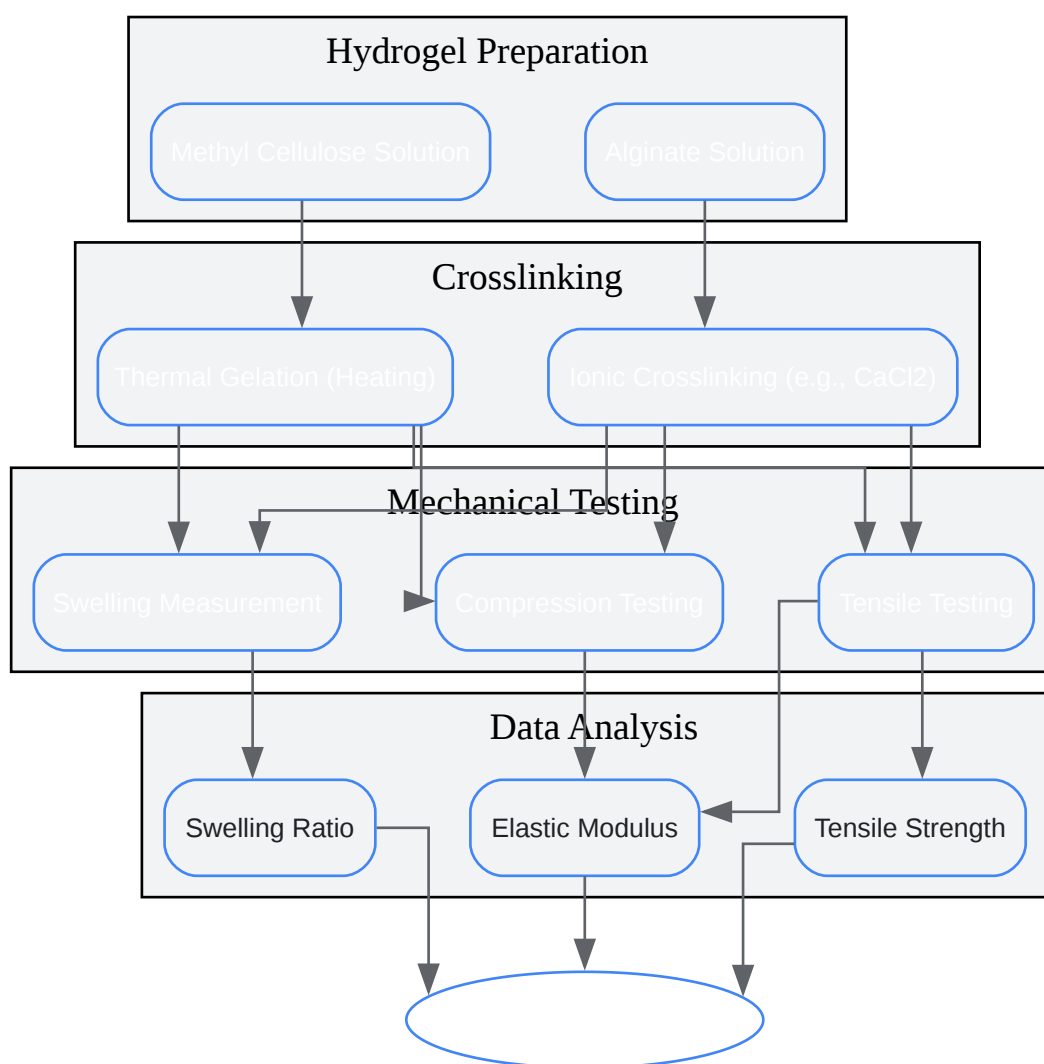 Hydrogel Preparation
Methyl Cellulose Solution
Alginate Solution
Crosslinking
Thermal Gelation (Heating)
Ionic Crosslinking (e.g., CaCl2)
Mechanical Testing
Swelling Measurement
Compression Testing
Tensile Testing
Data Analysis
Swelling Ratio
Elastic Modulus
Tensile Strength